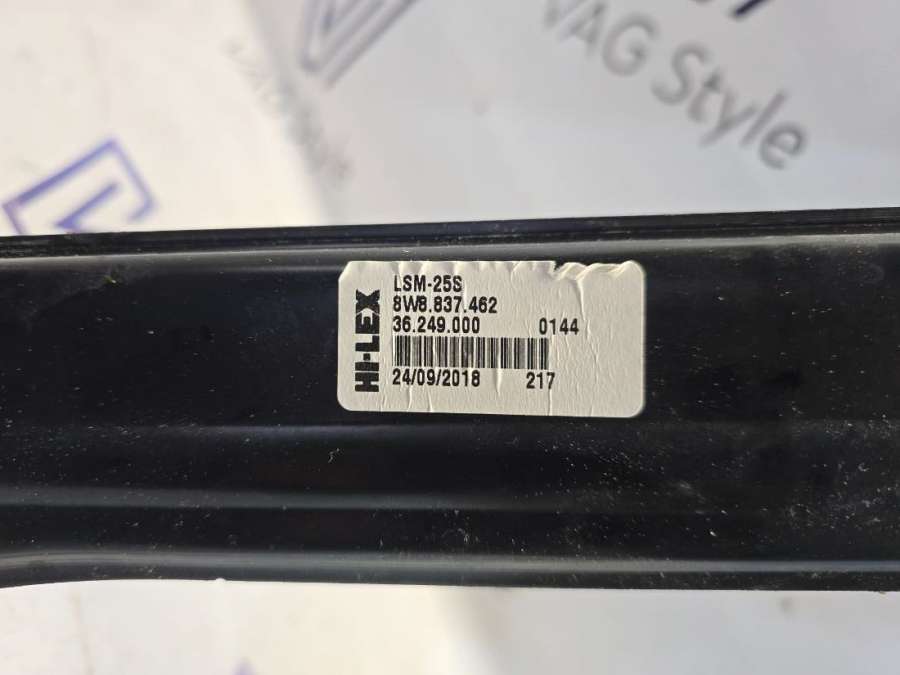 VAG Style
HI-LEX
LSM-25S
8W8.837.462
36.249.000 0144
24/09/2018 217